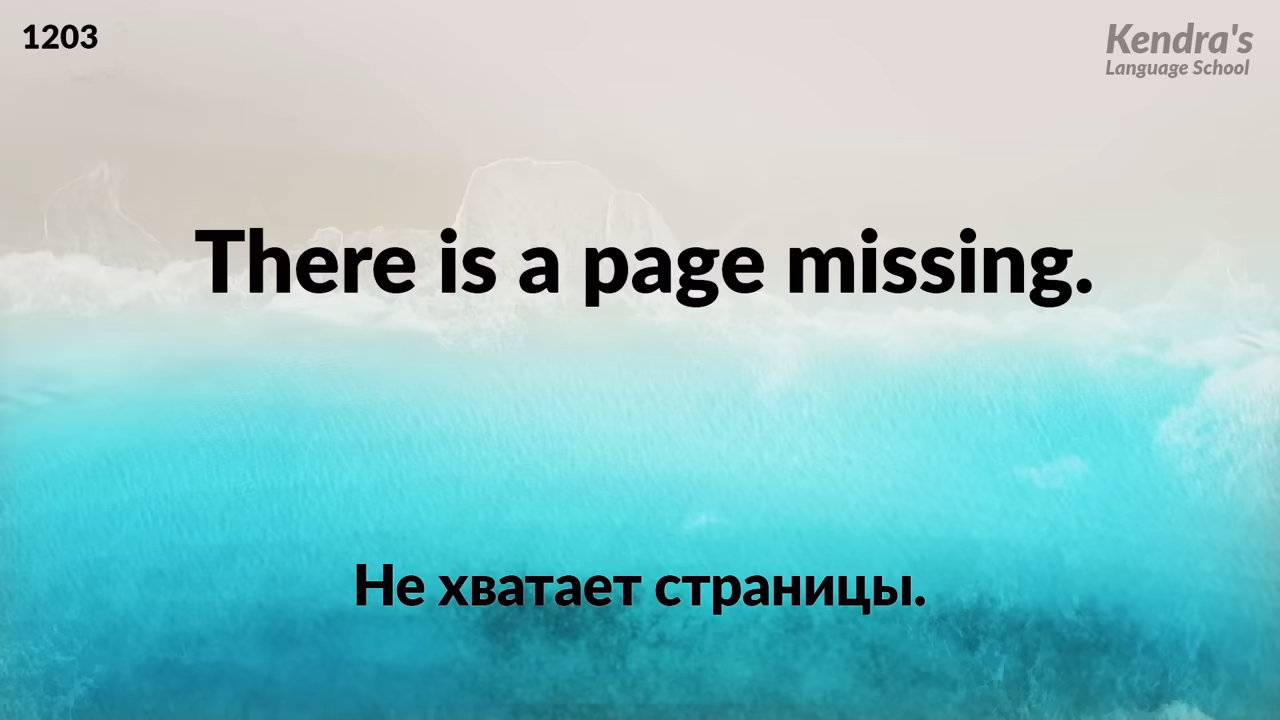 1203
Kendra's
Language School
There is a page missing.
Не хватает страницы.